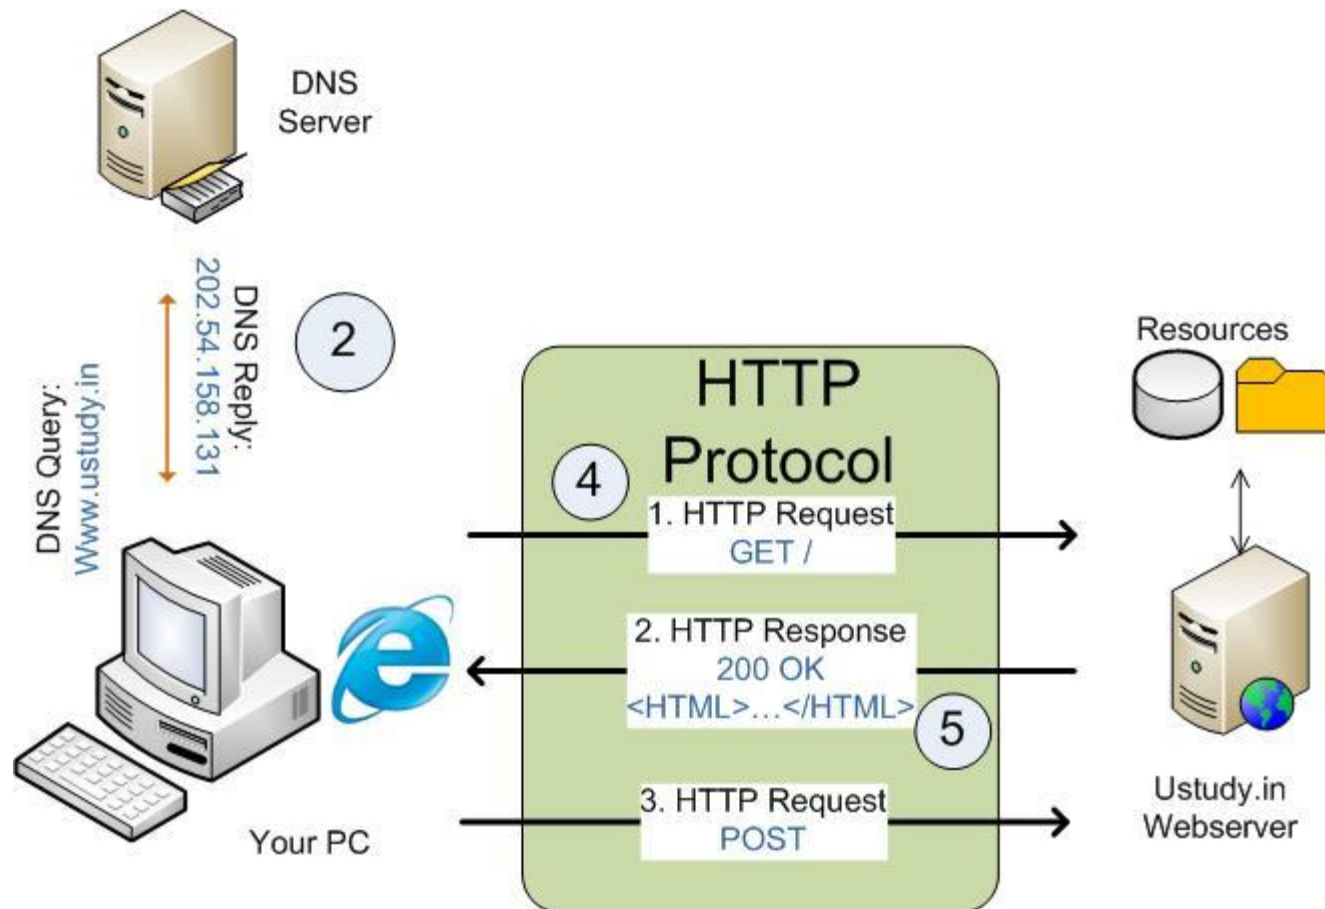 DNS
Server
DNS Reply:
202.54.158.131
2
DNS Query:
Www.ustudy.in
HTTP
Protocol
4
1. HTTP Request
GET /
2. HTTP Response
200 OK
<HTML>...</HTML>
5
3. HTTP Request
POST
Resources
Your PC
Ustudy.in
Webserver